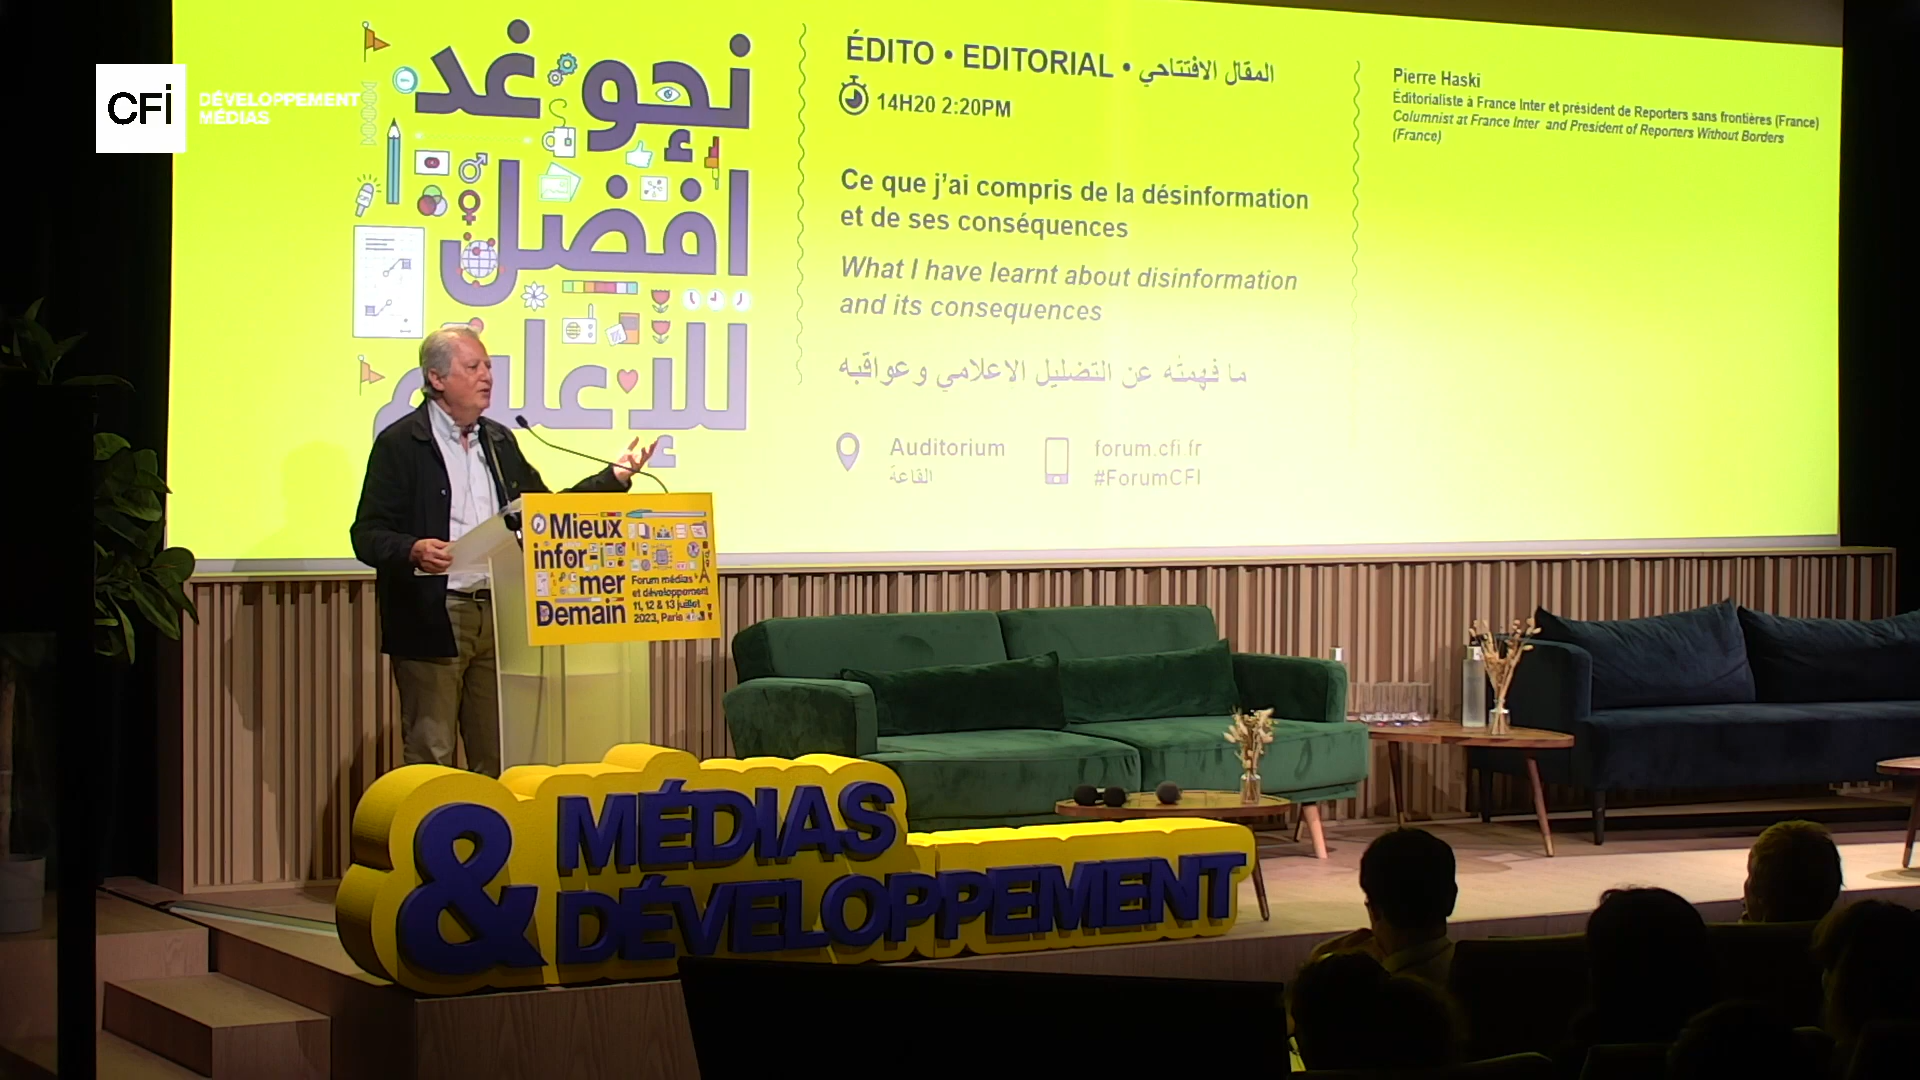 CFI
DÉVELOPPEMENT
MÉDIAS
نحو غد
افضل
للإعلام
ÉDITO • EDITORIAL • المقال الافتتاحي
14H20 2:20PM
Ce que j’ai compris de la désinformation
et de ses conséquences
What I have learnt about disinformation
and its consequences
ما فهمته عن التضليل الاعلامي وعواقبه
Auditorium
القاعة
forum.cfi.fr
#ForumCFI
Pierre Haski
Éditorialiste à France Inter et président de Reporters sans frontières (France)
Columnist at France Inter and President of Reporters Without Borders
(France)
Mieux
infor-
mer
Demain
Forum médias
et développement
11, 12 & 13 juillet
2023, Paris
& MÉDIAS
DÉVELOPPEMENT